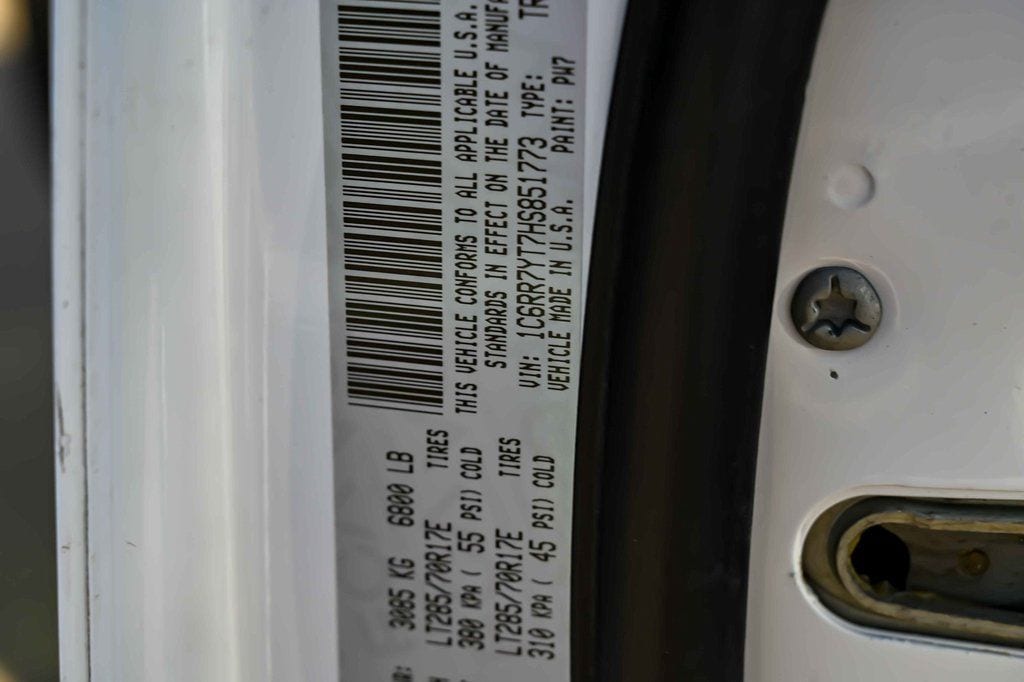 3085 KG 6800 LB
LT285/70R17E TIRES
380 KPA ( 55 PSI) COLD
LT285/70R17E TIRES
310 KPA ( 45 PSI) COLD
THIS VEHICLE CONFORMS TO ALL APPLICABLE U.S.A.
STANDARDS IN EFFECT ON THE DATE OF MANUFA
VIN: 1C6RR7YT7HS851773 TYPE: TR
VEHICLE MADE IN U.S.A. PAINT: PW7